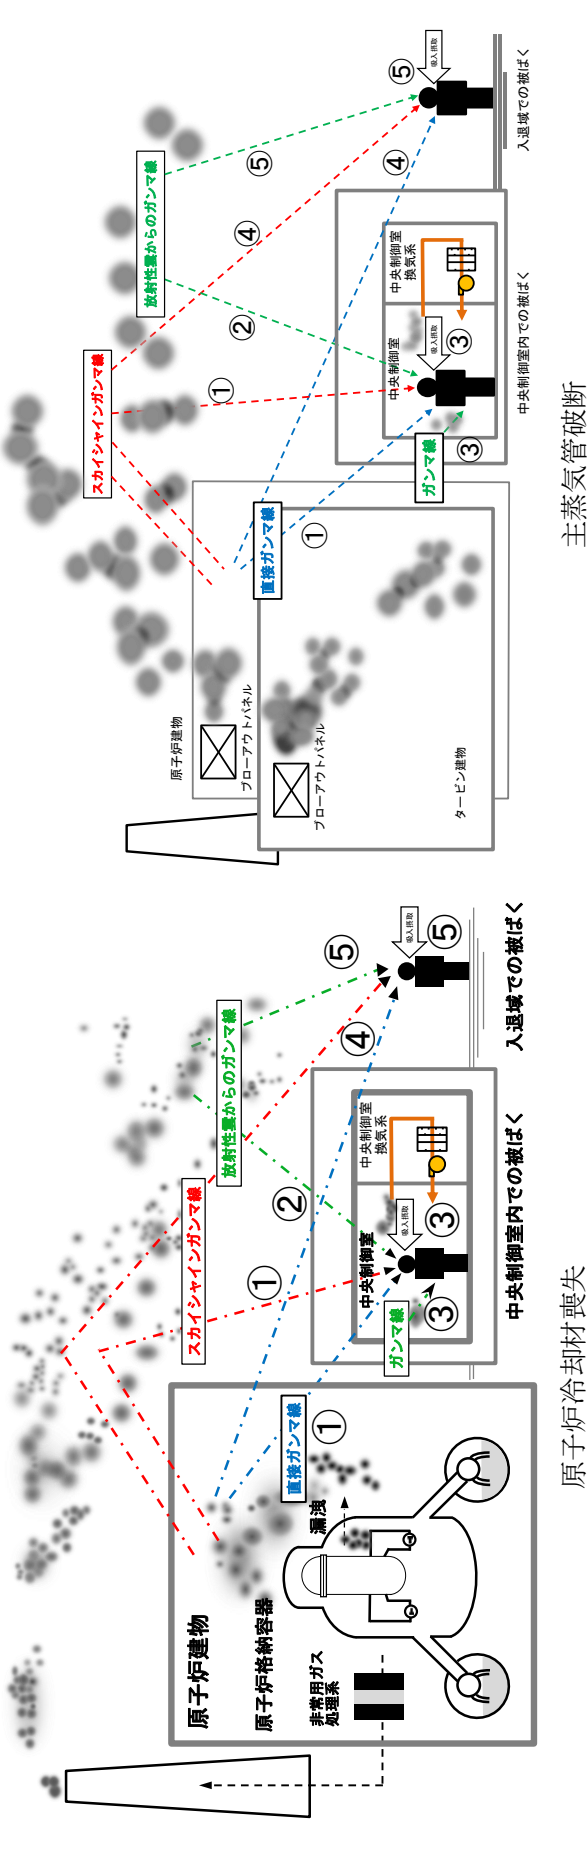 スカイシャインガンマ線
放射性雲からのガンマ線
①
②
③
④
⑤
原子炉建物
原子炉格納容器
非常用ガス
処理系
漏洩
直接ガンマ線
①
ガンマ線
③
中央制御室
吸入摂取
③
中央制御室
換気系
吸入摂取
⑤
中央制御室内での被ばく
入退域での被ばく
原子炉冷却材喪失
スカイシャインガンマ線
放射性雲からのガンマ線
①
②
④
⑤
原子炉建物
ブローアウトパネル
ブローアウトパネル
タービン建物
直接ガンマ線
①
ガンマ線
③
中央制御室
吸入摂取
③
中央制御室
換気系
④
⑤
吸入摂取
中央制御室内での被ばく
入退域での被ばく
主蒸気管破断